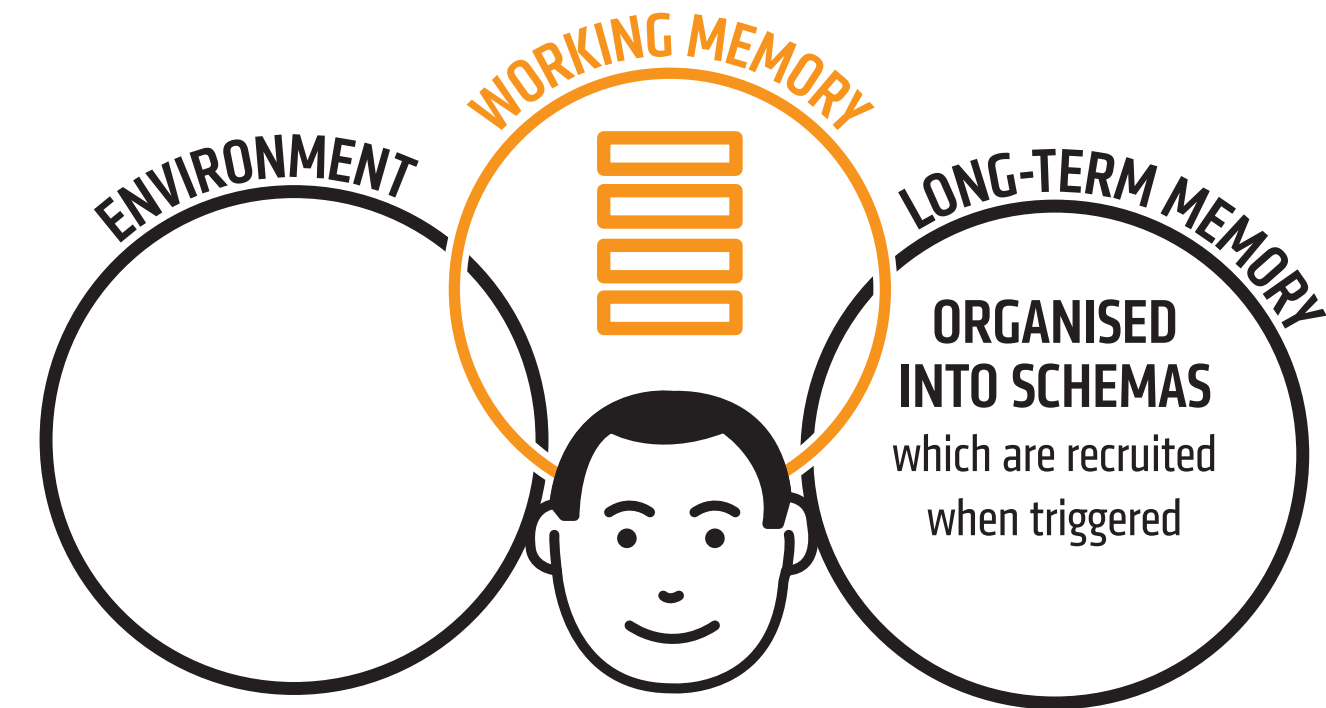 WORKING MEMORY
ENVIRONMENT
LONG-TERM MEMORY
ORGANISED
INTO SCHEMAS
which are recruited
when triggered